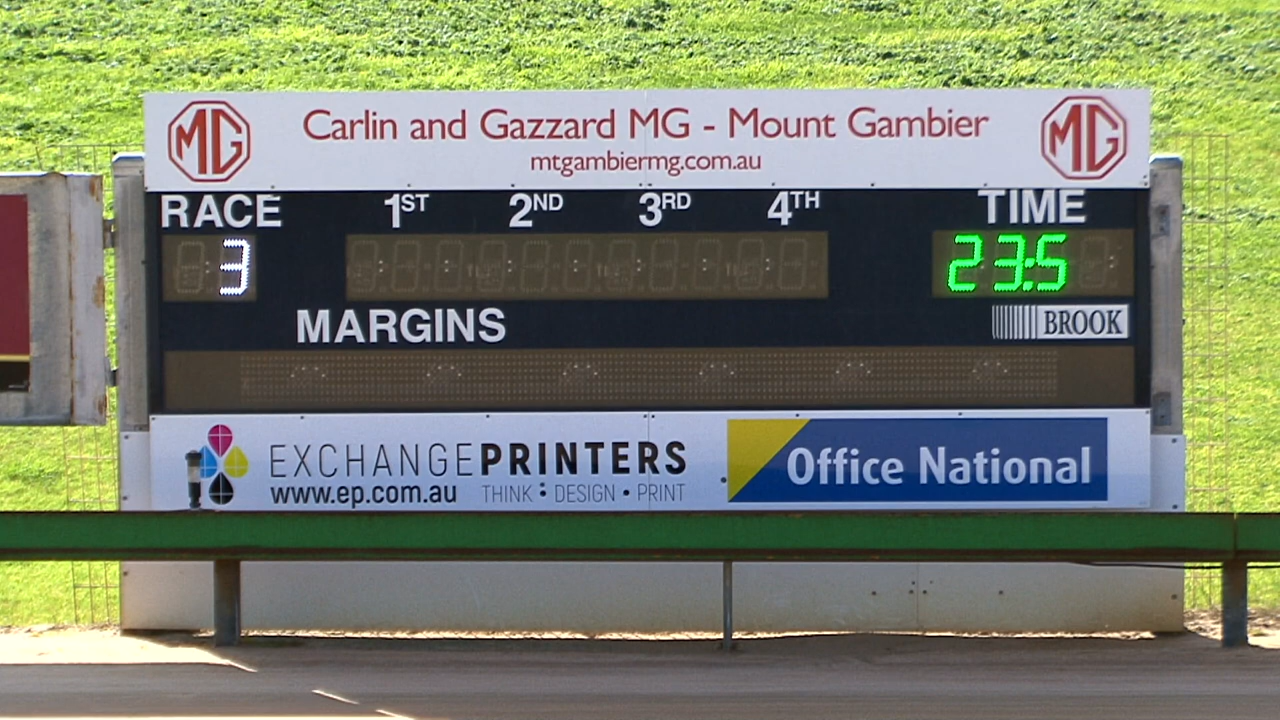 MG Carlin and Gazzard MG - Mount Gambier MG
mtgambiermg.com.au
RACE 1ST 2ND 3RD 4TH TIME
3 23:5
MARGINS BROOK
EXCHANGEPRINTERS Office National
www.ep.com.au THINK : DESIGN • PRINT